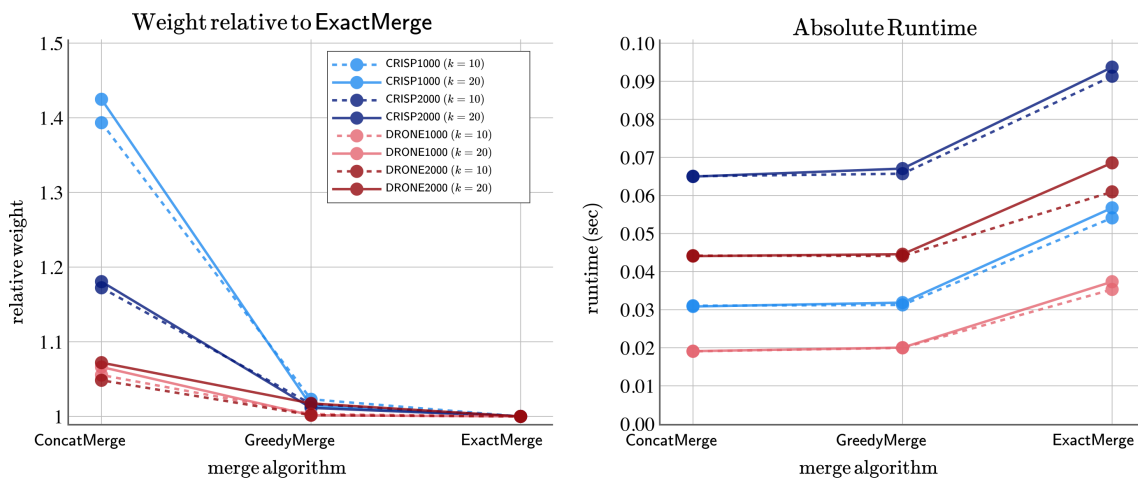 Weight relative to ExactMerge
1.5
1.4
1.3
1.2
1.1
1
relative weight
CRISP1000 (k = 10)
CRISP1000 (k = 20)
CRISP2000 (k = 10)
CRISP2000 (k = 20)
DRONE1000 (k = 10)
DRONE1000 (k = 20)
DRONE2000 (k = 10)
DRONE2000 (k = 20)
ConcatMerge GreedyMerge ExactMerge
merge algorithm
Absolute Runtime
0.10
0.09
0.08
0.07
0.06
0.05
0.04
0.03
0.02
0.01
0.00
runtime (sec)
ConcatMerge GreedyMerge ExactMerge
merge algorithm